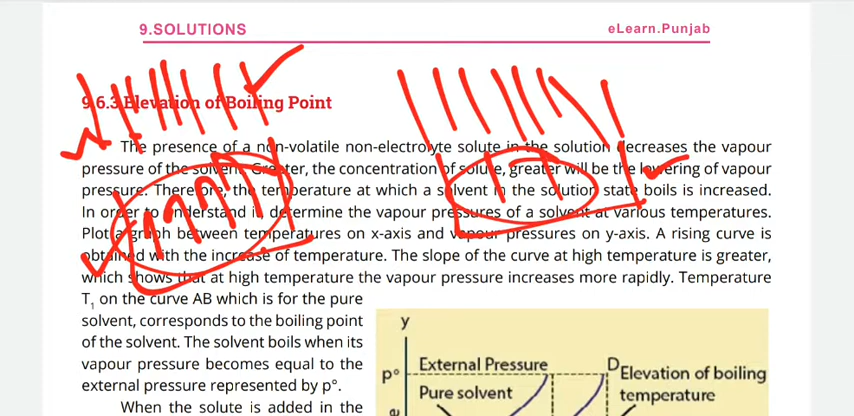 9.SOLUTIONS
eLearn.Punjab
9.6.3 Elevation of Boiling Point
The presence of a non-volatile non-electrolyte solute in the solution decreases the vapour
pressure of the solvent. Greater, the concentration of solute, greater will be the lowering of vapour
pressure. Therefore, the temperature at which a solvent in the solution state boils is increased.
In order to understand it, determine the vapour pressures of a solvent at various temperatures.
Plot a graph between temperatures on x-axis and vapour pressures on y-axis. A rising curve is
obtained with the increase of temperature. The slope of the curve at high temperature is greater,
which shows that at high temperature the vapour pressure increases more rapidly. Temperature
T₁ on the curve AB which is for the pure
solvent, corresponds to the boiling point
of the solvent. The solvent boils when its
vapour pressure becomes equal to the
external pressure represented by p°.
When the solute is added in the
y
p°
External Pressure
D
Elevation of boiling
temperature
Pure solvent